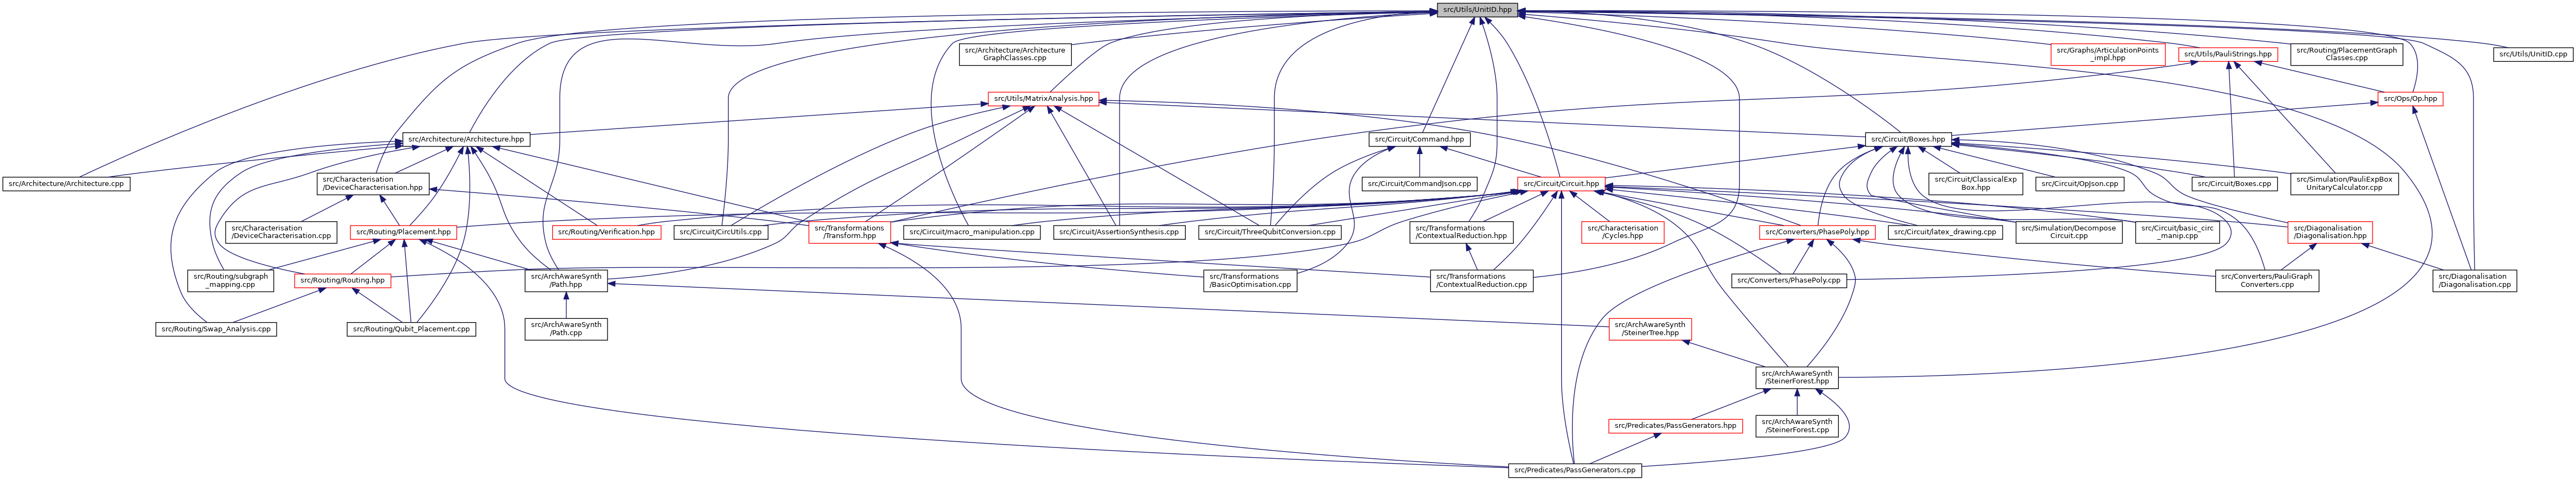 src/Utils/UnitID.hpp
src/Architecture/Architecture
GraphClasses.cpp
src/Graphs/ArticulationPoints
_impl.hpp
src/Utils/PauliStrings.hpp
src/Routing/PlacementGraph
Classes.cpp
src/Utils/UnitID.cpp
src/Utils/MatrixAnalysis.hpp
src/Ops/Op.hpp
src/Architecture/Architecture.hpp
src/Circuit/Command.hpp
src/Circuit/Boxes.hpp
src/Architecture/Architecture.cpp
src/Characterisation
/DeviceCharacterisation.hpp
src/Circuit/CommandJson.cpp
src/Circuit/Circuit.hpp
src/Circuit/ClassicalExp
Box.hpp
src/Circuit/OpJson.cpp
src/Circuit/Boxes.cpp
src/Simulation/PauliExpBox
UnitaryCalculator.cpp
src/Characterisation
/DeviceCharacterisation.cpp
src/Routing/Placement.hpp
src/Routing/Verification.hpp
src/Circuit/CircUtils.cpp
src/Transformations
/Transform.hpp
src/Circuit/macro_manipulation.cpp
src/Circuit/AssertionSynthesis.cpp
src/Circuit/ThreeQubitConversion.cpp
src/Transformations
/ContextualReduction.hpp
src/Characterisation
/Cycles.hpp
src/Converters/PhasePoly.hpp
src/Circuit/latex_drawing.cpp
src/Simulation/Decompose
Circuit.cpp
src/Circuit/basic_circ
_manip.cpp
src/Diagonalisation
/Diagonalisation.hpp
src/Routing/subgraph
_mapping.cpp
src/Routing/Routing.hpp
src/ArchAwareSynth
/Path.hpp
src/Transformations
/BasicOptimisation.cpp
src/Transformations
/ContextualReduction.cpp
src/Converters/PhasePoly.cpp
src/Converters/PauliGraph
Converters.cpp
src/Diagonalisation
/Diagonalisation.cpp
src/Routing/Swap_Analysis.cpp
src/Routing/Qubit_Placement.cpp
src/ArchAwareSynth
/Path.cpp
src/ArchAwareSynth
/SteinerTree.hpp
src/ArchAwareSynth
/SteinerForest.hpp
src/Predicates/PassGenerators.hpp
src/ArchAwareSynth
/SteinerForest.cpp
src/Predicates/PassGenerators.cpp